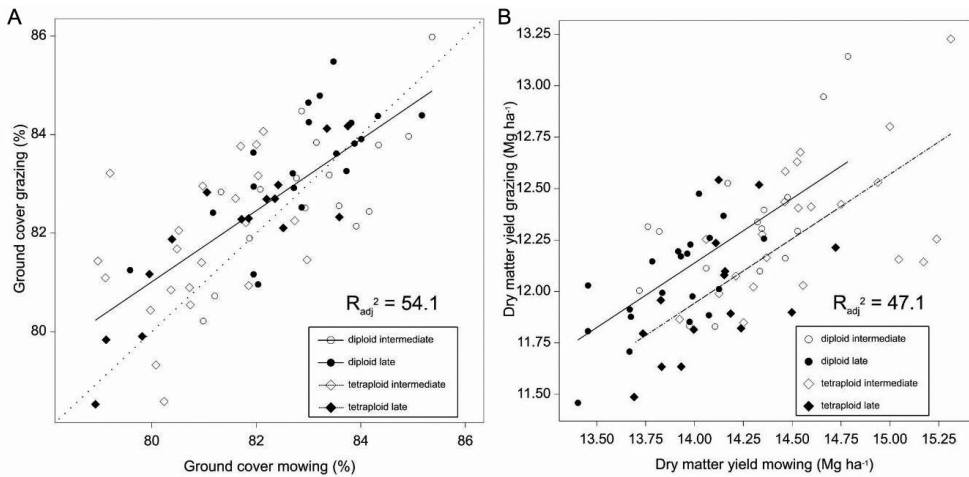 A
86
84
82
80
80
82
84
86
Ground cover grazing (%)
Ground cover mowing (%)
R_adj² = 54.1
diploid intermediate
diploid late
tetraploid intermediate
tetraploid late
B
13.25
13.00
12.75
12.50
12.25
12.00
11.75
11.50
13.50 13.75 14.00 14.25 14.50 14.75 15.00 15.25
Dry matter yield grazing (Mg ha⁻¹)
Dry matter yield mowing (Mg ha⁻¹)
R_adj² = 47.1
diploid intermediate
diploid late
tetraploid intermediate
tetraploid late